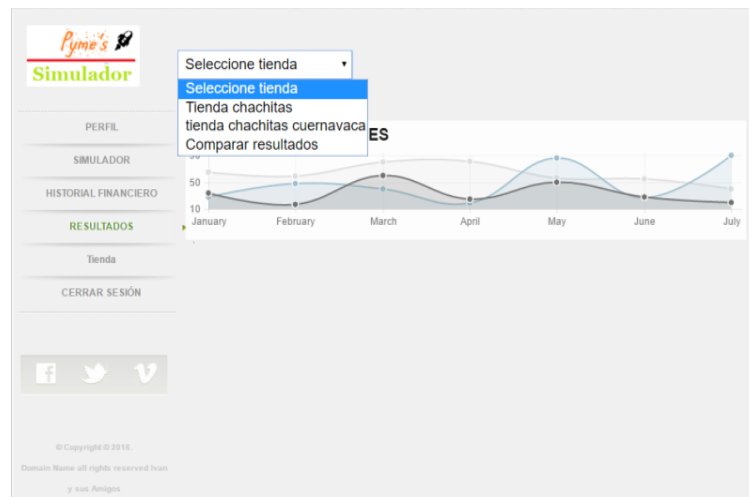 Pyme's
Simulador
Seleccione tienda
Seleccione tienda
Tienda chachitas
tienda chachitas cuernavaca
Comparar resultados
ES
PERFIL
SIMULADOR
HISTORIAL FINANCIERO
RESULTADOS
Tienda
CERRAR SESIÓN
90
50
10
January February March April May June July
© Copyright © 2015.
Domain Name all rights reserved Ivan
y sus Amigos